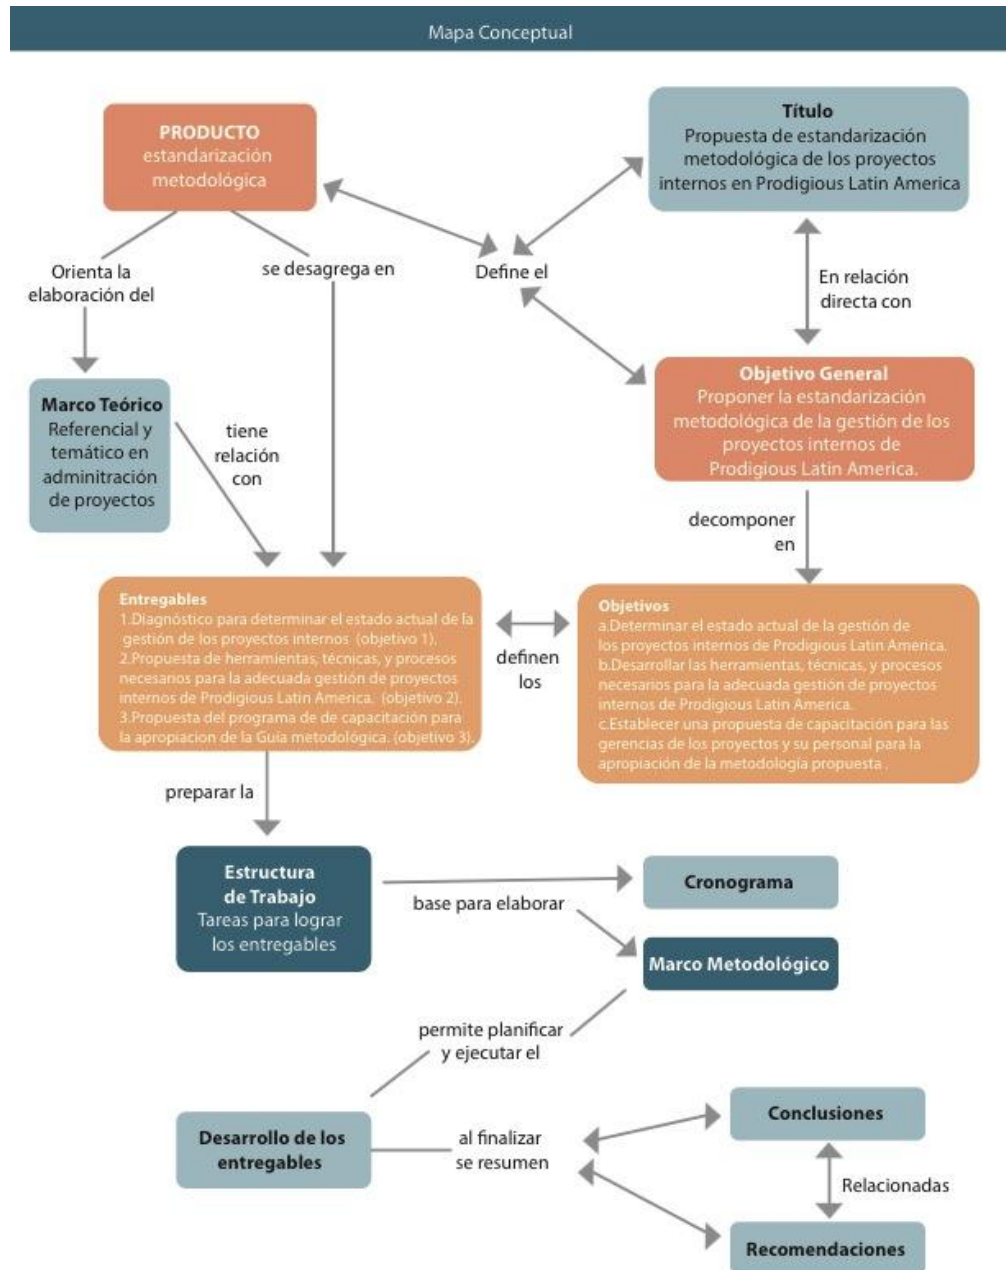 Mapa Conceptual
PRODUCTO
estandarización
metodológica
Título
Propuesta de estandarización
metodológica de los proyectos
internos en Prodigious Latin America
Orienta la
elaboración del
se desagrega en
Define el
En relación
directa con
Marco Teórico
Referencial y
temático en
adminitración
de proyectos
tiene
relación
con
Objetivo General
Proponer la estandarización
metodológica de la gestión de los
proyectos internos de
Prodigious Latin America.
decomponer
en
Entregables
1.Diagnóstico para determinar el estado actual de la
gestión de los proyectos internos (objetivo 1).
2.Propuesta de herramientas, técnicas, y procesos
necesarios para la adecuada gestión de proyectos
internos de Prodigious Latin America. (objetivo 2).
3.Propuesta del programa de de capacitación para
la apropiacion de la Guía metodológica. (objetivo 3).
definen
los
Objetivos
a.Determinar el estado actual de la gestión de
los proyectos internos de Prodigious Latin America.
b.Desarrollar las herramientas, técnicas, y procesos
necesarios para la adecuada gestión de proyectos
internos de Prodigious Latin America.
c.Establecer una propuesta de capacitación para las
gerencias de los proyectos y su personal para la
apropiación de la metodología propuesta .
preparar la
Estructura
de Trabajo
Tareas para lograr
los entregables
base para elaborar
Cronograma
Marco Metodológico
permite planificar
y ejecutar el
Desarrollo de los
entregables
al finalizar
se resumen
Conclusiones
Relacionadas
Recomendaciones